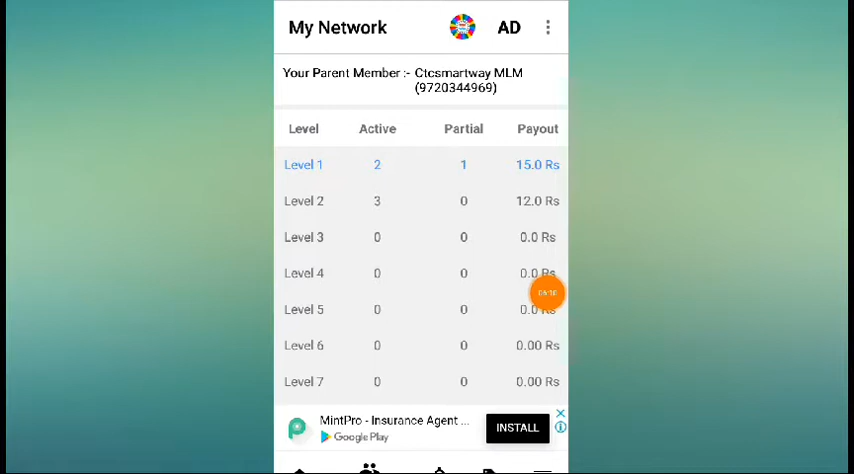 My Network AD
Your Parent Member :- Ctcsmartway MLM
(9720344969)
Level Active Partial Payout
Level 1 2 1 15.0 Rs
Level 2 3 0 12.0 Rs
Level 3 0 0 0.0 Rs
Level 4 0 0 0.0 Rs
Level 5 0 0 0.0 Rs
Level 6 0 0 0.00 Rs
Level 7 0 0 0.00 Rs
MintPro - Insurance Agent ...
Google Play
INSTALL